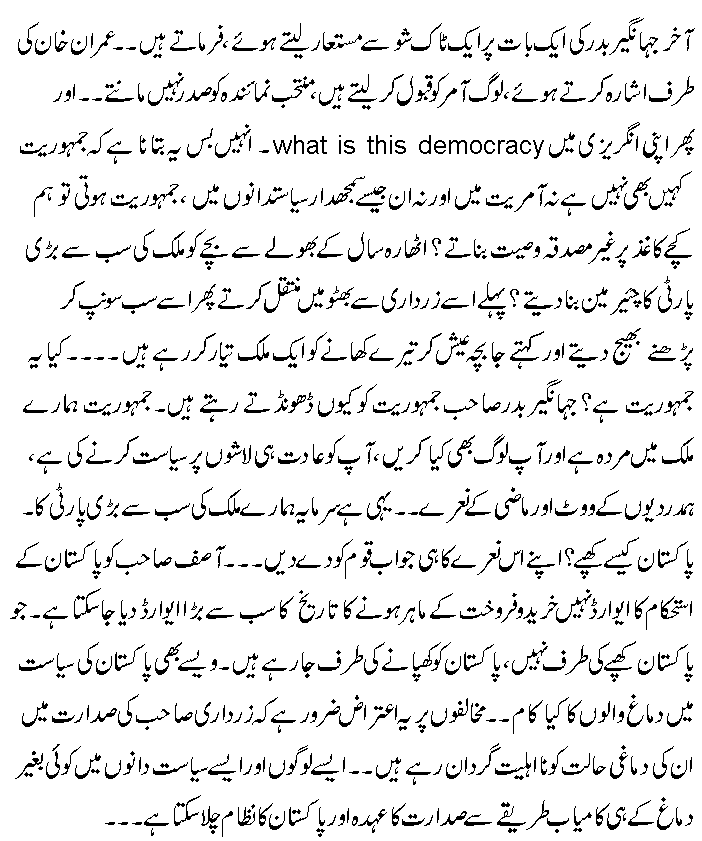 آخر جہانگیر بدر کی ایک بات پر ایک ٹاک شو سے مستعار لیتے ہوئے ،فرماتے ہیں۔۔عمران خان کی
طرف اشارہ کرتے ہوئے ،لوگ آمر کو قبول کر لیتے ہیں،منتخب نمائندہ کو صدر نہیں مانتے۔۔اور
پھر اپنی انگریزی میں what is this democracy۔ انہیں بس یہ بتانا ہے کہ جمہوریت
کہیں بھی نہیں ہے نہ آمریت میں اور نہ ان جیسے سمجھدار سیاستدانوں میں ،جمہوریت ہوتی تو ہم
کچے کاغذ پر غیر مصدقہ وصیت بناتے؟ اٹھارہ سال کے بھولے سے بچے کو ملک کی سب سے بڑی
پارٹی کا چئیر مین بنا دیتے؟ پہلے اسے زرداری سے بھٹو میں منتقل کرتے پھر اسے سب سونپ کر
پڑھنے بھیج دیتے اور کہتے جا بچہ عیش کر تیرے کھانے کو ایک ملک تیار کر رہے ہیں۔۔۔۔کیا یہ
جمہوریت ہے؟ جہانگیر بدر صاحب جمہوریت کو کیوں ڈھونڈتے رہتے ہیں۔جمہوریت ہمارے
ملک میں مردہ ہے اور آپ لوگ بھی کیا کریں،آپ کو عادت ہی لاشوں پر سیاست کرنے کی ہے،
ہمدردیوں کے ووٹ اور ماضی کے نعرے۔۔یہی ہے سرمایہ ہمارے ملک کی سب سے بڑی پارٹی کا۔
پاکستان کیسے کھپے؟ اپنے اس نعرے کا ہی جواب قوم کو دے دیں۔۔۔آصف صاحب کو پاکستان کے
استحکام کا ایوارڈ نہیں خرید و فروخت کے ماہر ہونے کا تاریخ کا سب سے بڑا ایوارڈ دیا جا سکتا ہے۔جو
پاکستان کھپے کی طرف نہیں،پاکستان کو کھپانے کی طرف جا رہے ہیں۔ویسے بھی پاکستان کی سیاست
میں دماغ والوں کا کیا کام۔۔مخالفوں پر یہ اعتراض ضرور ہے کہ زرداری صاحب کی صدارت میں
ان کی دماغی حالت کو نااہلیت گردان رہے ہیں۔۔ایسے لوگوں اور ایسے سیاست دانوں میں کوئی بغیر
دماغ کے ہی کامیاب طریقے سے صدارت کا عہدہ اور پاکستان کا نظام چلا سکتا ہے۔۔۔